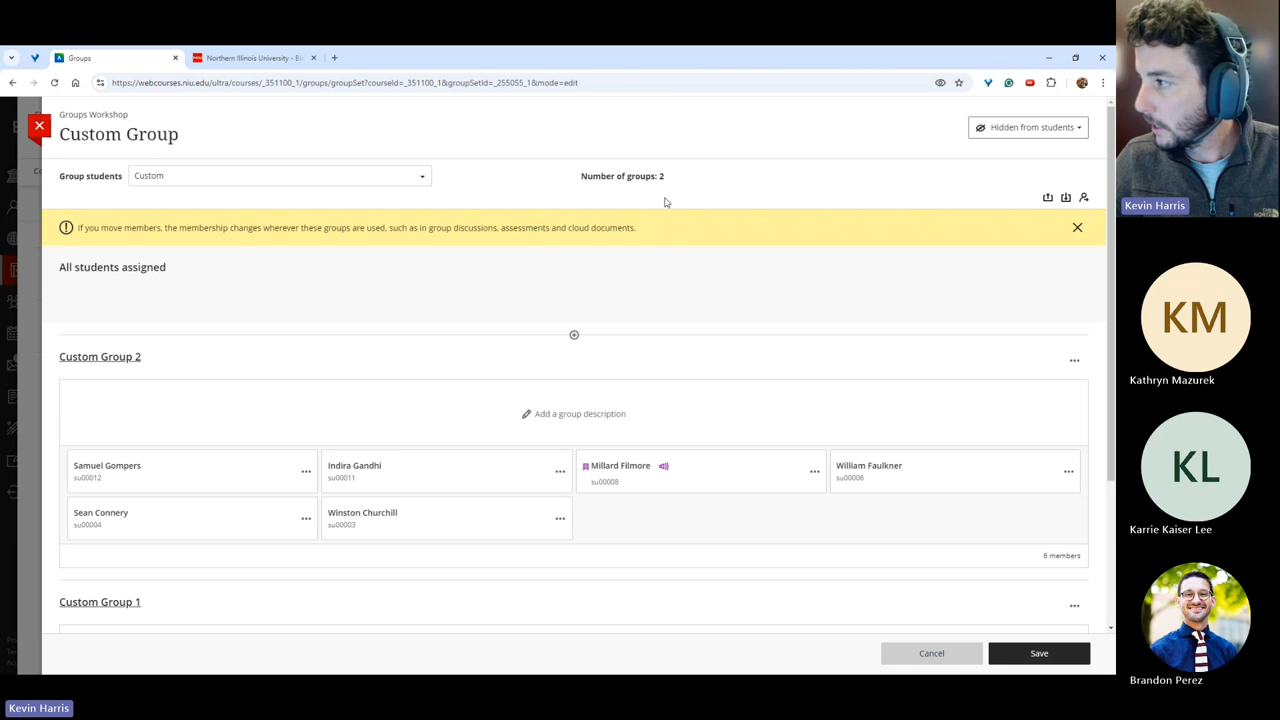 Groups
Northern Illinois University - Bl
https://webcourses.niu.edu/ultra/courses/_351100_1/groups/groupSet?courseId=_351100_1&groupSetId=_255055_1&mode=edit
Groups Workshop
Custom Group
Hidden from students
Group students
Custom
Number of groups: 2
If you move members, the membership changes wherever these groups are used, such as in group discussions, assessments and cloud documents.
All students assigned
Custom Group 2
Add a group description
Samuel Gompers
su00012
Indira Gandhi
su00011
Millard Filmore
su00008
William Faulkner
su00006
Sean Connery
su00004
Winston Churchill
su00003
6 members
Custom Group 1
Cancel
Save
Kevin Harris
KM
Kathryn Mazurek
KL
Karrie Kaiser Lee
Brandon Perez
Kevin Harris